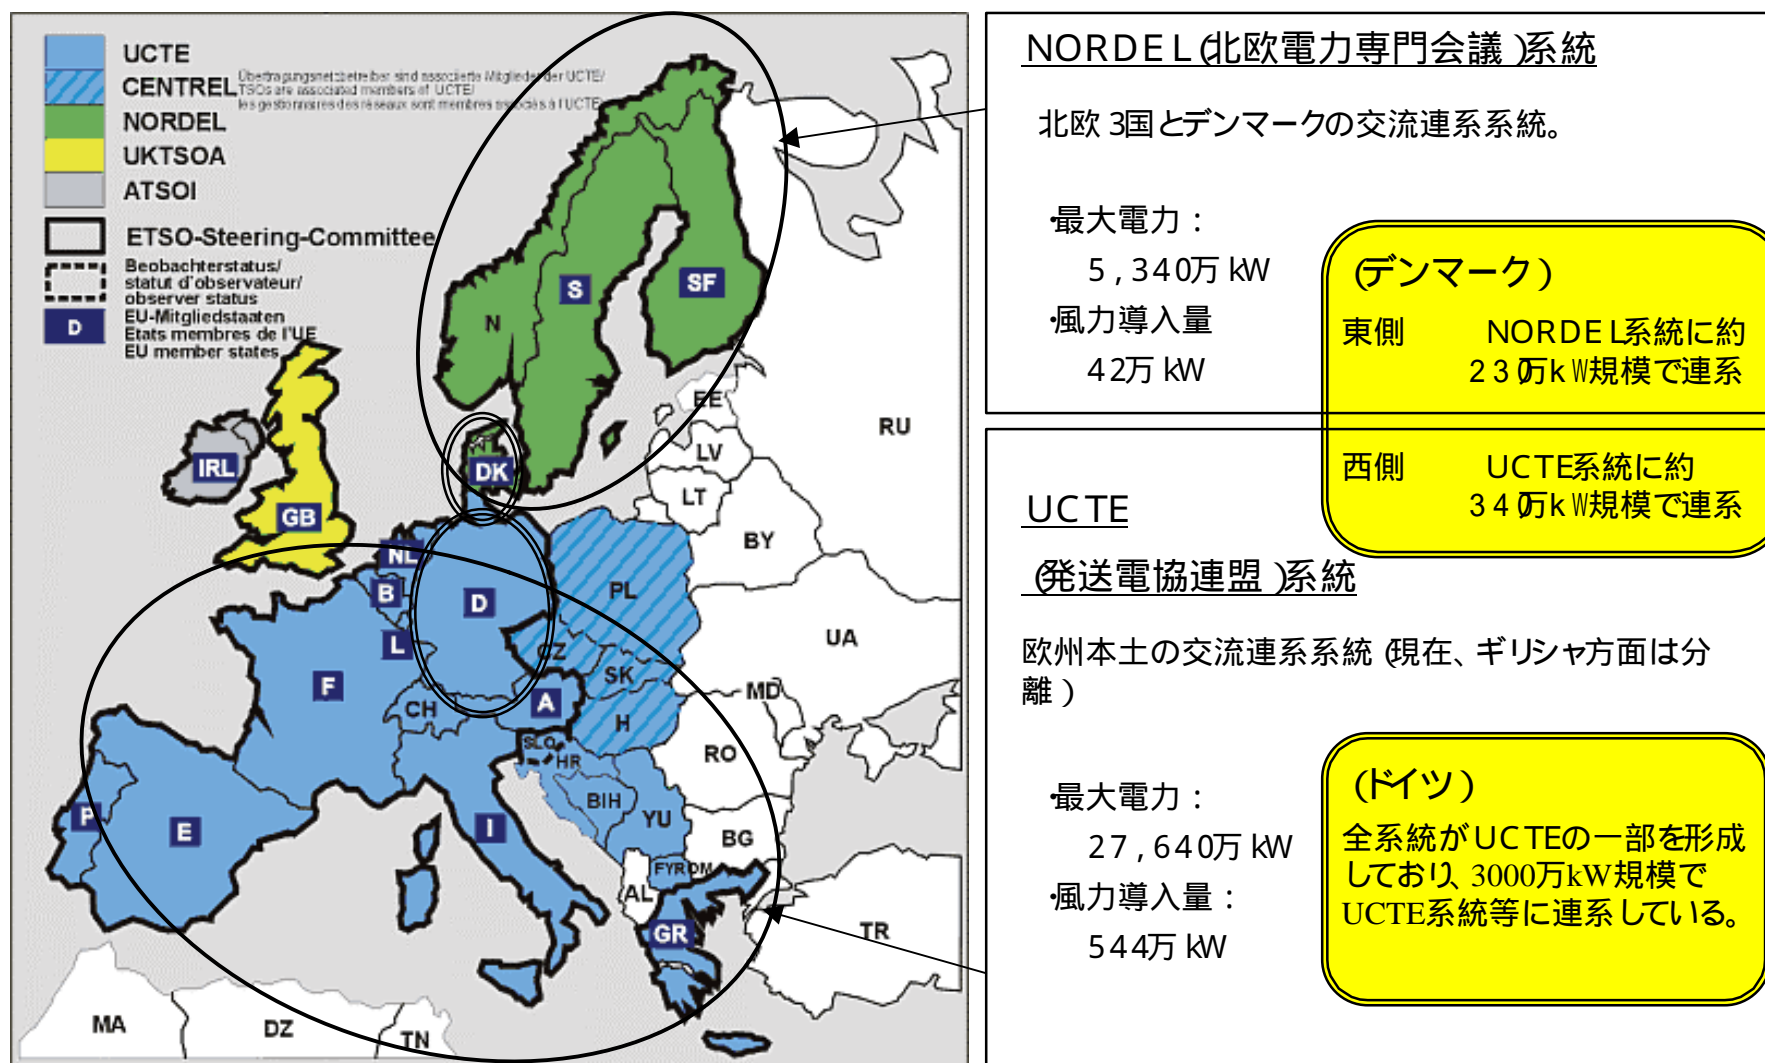 UCTE
CENTREL
Übertragungsnetzbetreiber sind assoziierte Mitglieder der UCTE/
TSOs are associated members of UCTE/
les gestionnaires des réseaux sont membres associés à l'UCTE
NORDEL
UKTSOA
ATSOI
ETSO-Steering-Committee
Beobachterstatus/
statut d'observateur/
observer status
D
EU-Mitgliedstaaten
Etats membres de l'UE
EU member states
N
S
SF
EE
RU
LV
LT
DK
IRL
GB
BY
NL
B
D
PL
L
CZ
UA
SK
F
A
MD
CH
H
SLO
HR
RO
BIH
YU
P
E
I
BG
FYROM
AL
GR
TR
MA
DZ
TN
NORDEL(北欧電力専門会議)系統
北欧3国とデンマークの交流連系系統。
・最大電力：
5,340万kW
・風力導入量
42万kW
(デンマーク)
東側 NORDEL系統に約
230万kW規模で連系
西側 UCTE系統に約
340万kW規模で連系
UCTE
(発送電協連盟)系統
欧州本土の交流連系系統(現在、ギリシャ方面は分
離)
・最大電力：
27,640万kW
・風力導入量：
544万kW
(ドイツ)
全系統がUCTEの一部を形成
しており、3000万kW規模で
UCTE系統等に連系している。